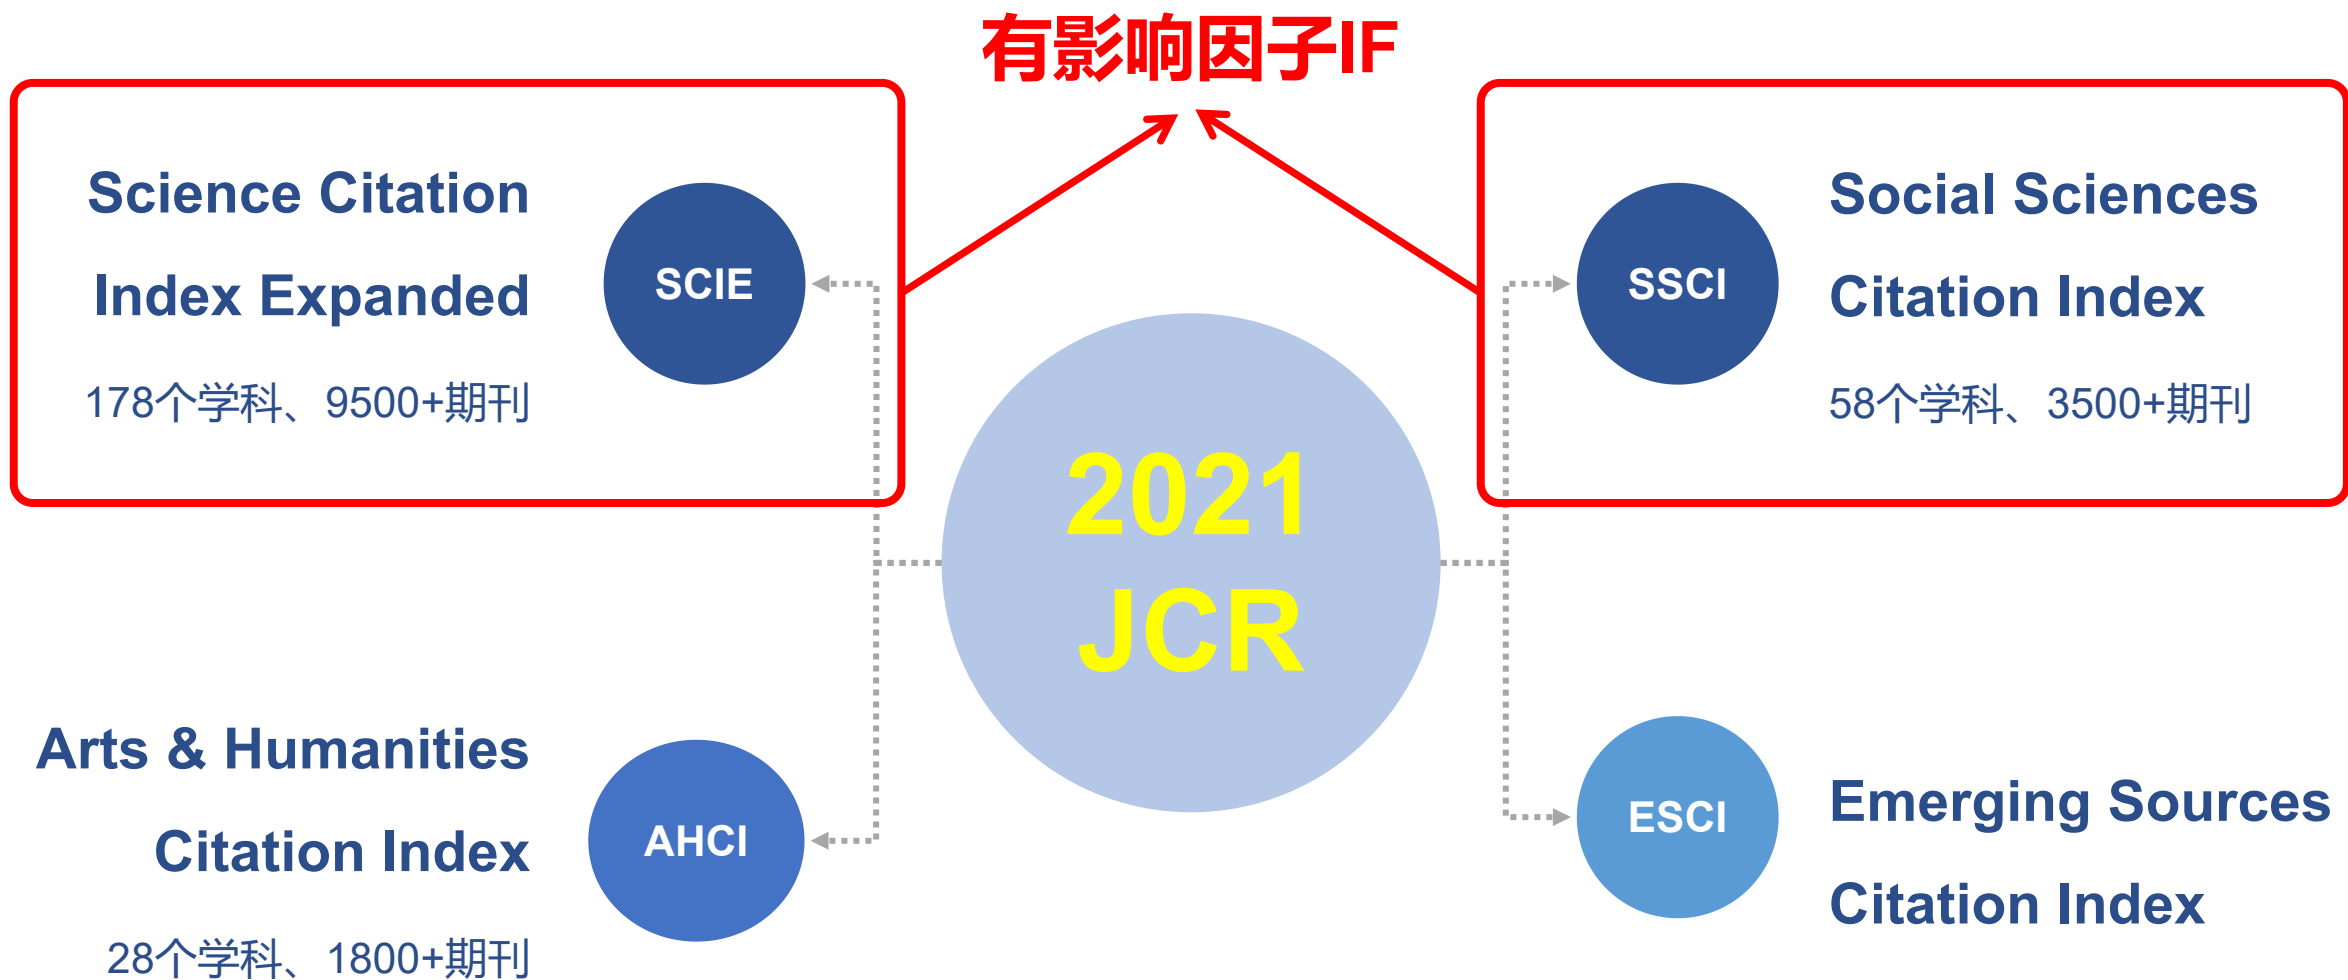 有影响因子IF
Science Citation
Index Expanded
178个学科、9500+期刊
SCIE
SSCI
Social Sciences
Citation Index
58个学科、3500+期刊
2021
JCR
Arts & Humanities
Citation Index
28个学科、1800+期刊
AHCI
ESCI
Emerging Sources
Citation Index